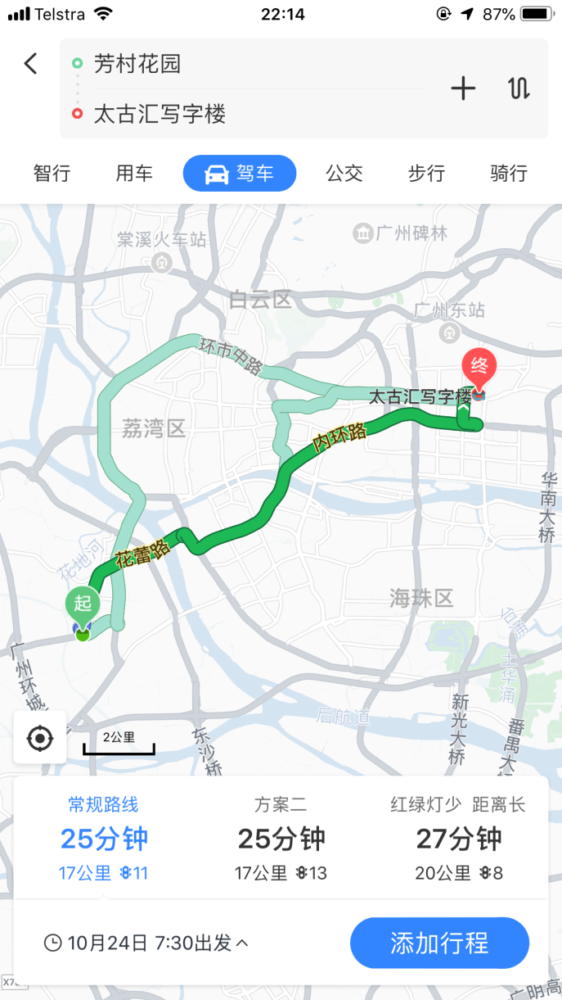 Telstra 22:14 87%
芳村花园
太古汇写字楼
智行 用车 驾车 公交 步行 骑行
棠溪火车站
广州碑林
白云区
广州东站
环市中路
终
太古汇写字楼
荔湾区
内环路
华南大桥
花蕾路
花地河
起
海珠区
石涌
土华涌
广州环城
后航道
新光大桥
番禺大桥
东沙桥
2公里
常规路线 方案二 红绿灯少 距离长
25分钟 25分钟 27分钟
17公里 11 17公里 13 20公里 8
10月24日 7:30出发
添加行程
广明高